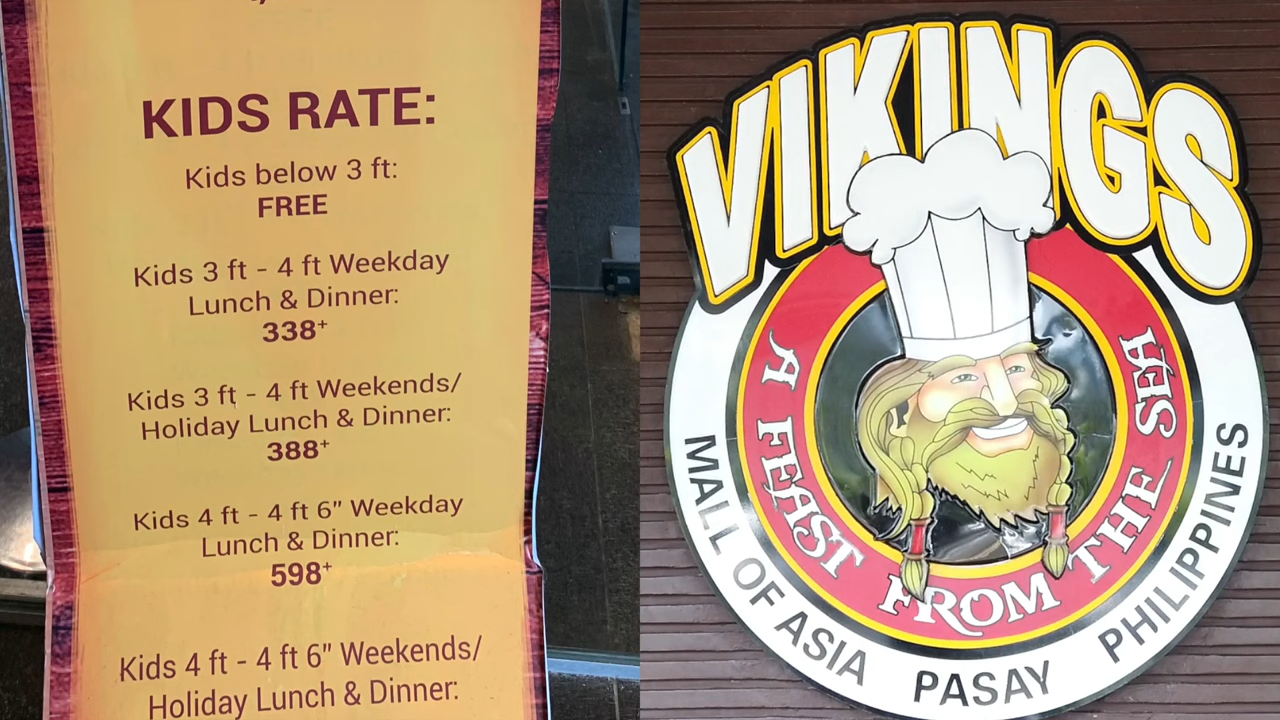 KIDS RATE:
Kids below 3 ft:
FREE
Kids 3 ft - 4 ft Weekday
Lunch & Dinner:
338+
Kids 3 ft - 4 ft Weekends/
Holiday Lunch & Dinner:
388+
Kids 4 ft - 4 ft 6″ Weekday
Lunch & Dinner:
598+
Kids 4 ft - 4 ft 6″ Weekends/
Holiday Lunch & Dinner:
VIKINGS
A FEAST FROM THE SEA
MALL OF ASIA PASAY PHILIPPINES